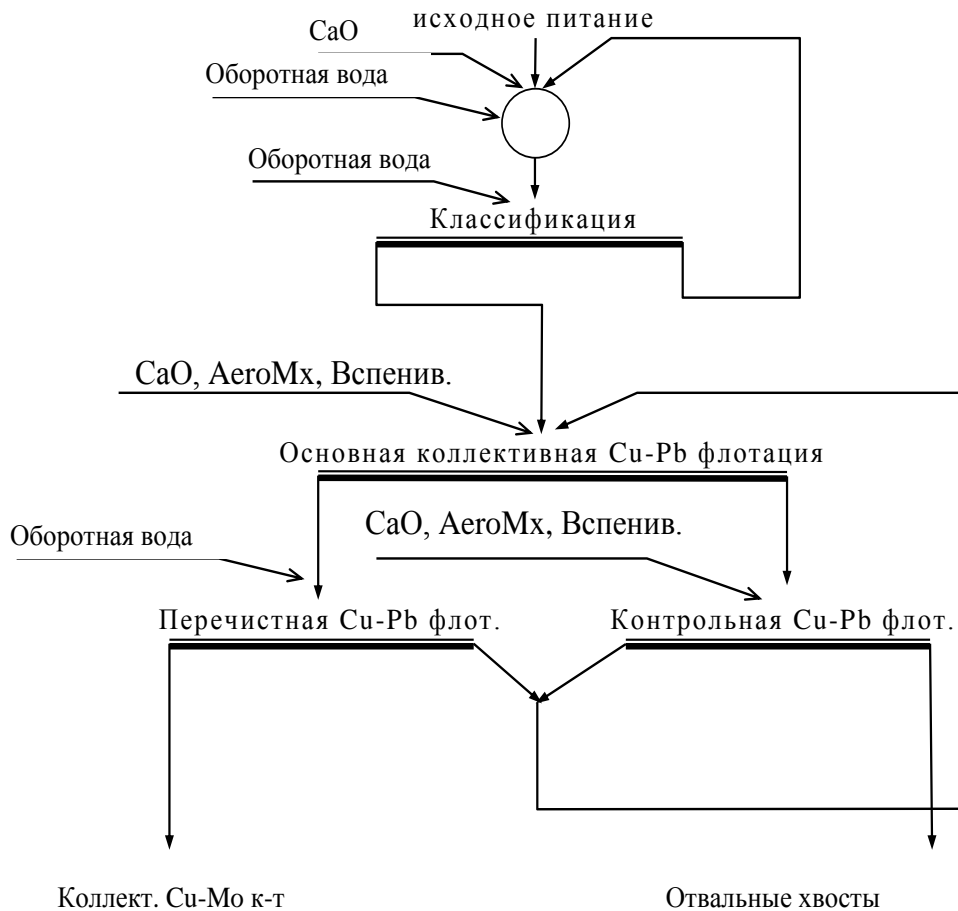 исходное питание
CaO
Оборотная вода
Оборотная вода
Классификация
CaO, AeroMx, Вспенив.
Основная коллективная Cu-Pb флотация
CaO, AeroMx, Вспенив.
Оборотная вода
Перечистная Cu-Pb флот.
Контрольная Cu-Pb флот.
Коллект. Cu-Mo к-т
Отвальные хвосты